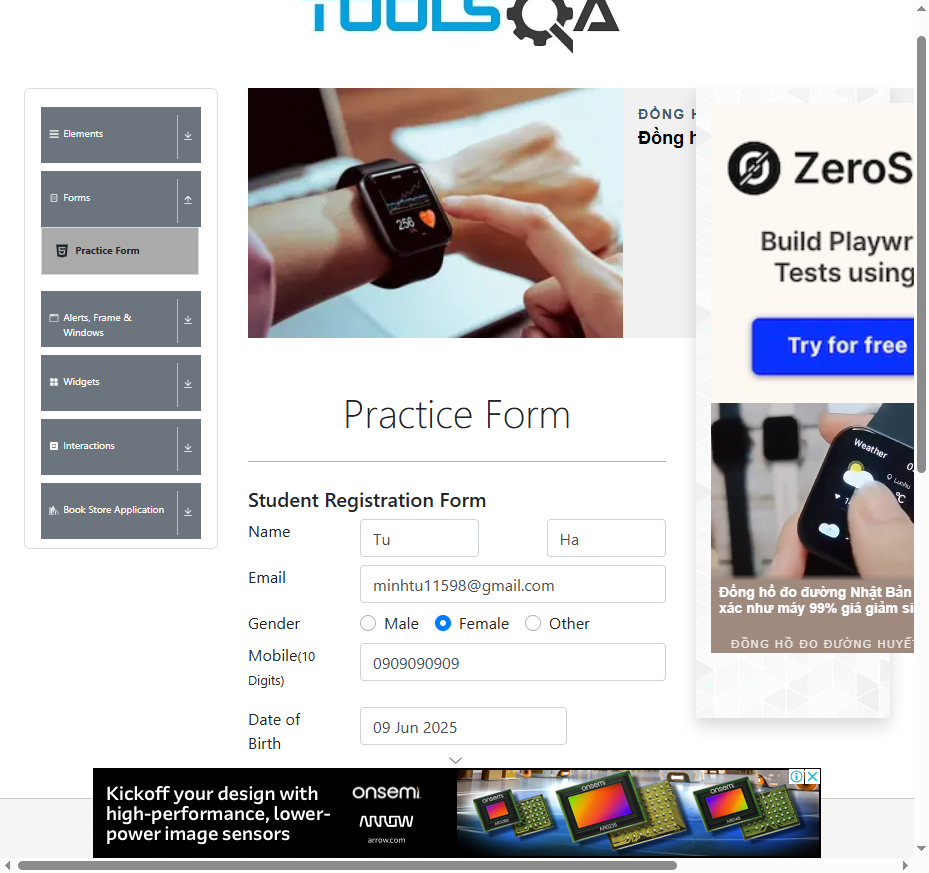 TOOLSQA
Elements
Forms
Practice Form
Alerts, Frame &
Windows
Widgets
Interactions
Book Store Application
256
ĐỒNG H
Đồng h
ZeroS
Build Playwr
Tests using
Try for free
Weather
Đồng hồ đo đường Nhật Bản
xác như máy 99% giá giảm si
ĐỒNG HỒ ĐO ĐƯỜNG HUYẾT
Practice Form
Student Registration Form
Name
Tu
Ha
Email
minhtu11598@gmail.com
Gender
Male
Female
Other
Mobile(10
Digits)
0909090909
Date of
Birth
09 Jun 2025
Kickoff your design with
high-performance, lower-
power image sensors
onsemi
ARROW
arrow.com
onsemi
onsemi
onsemi